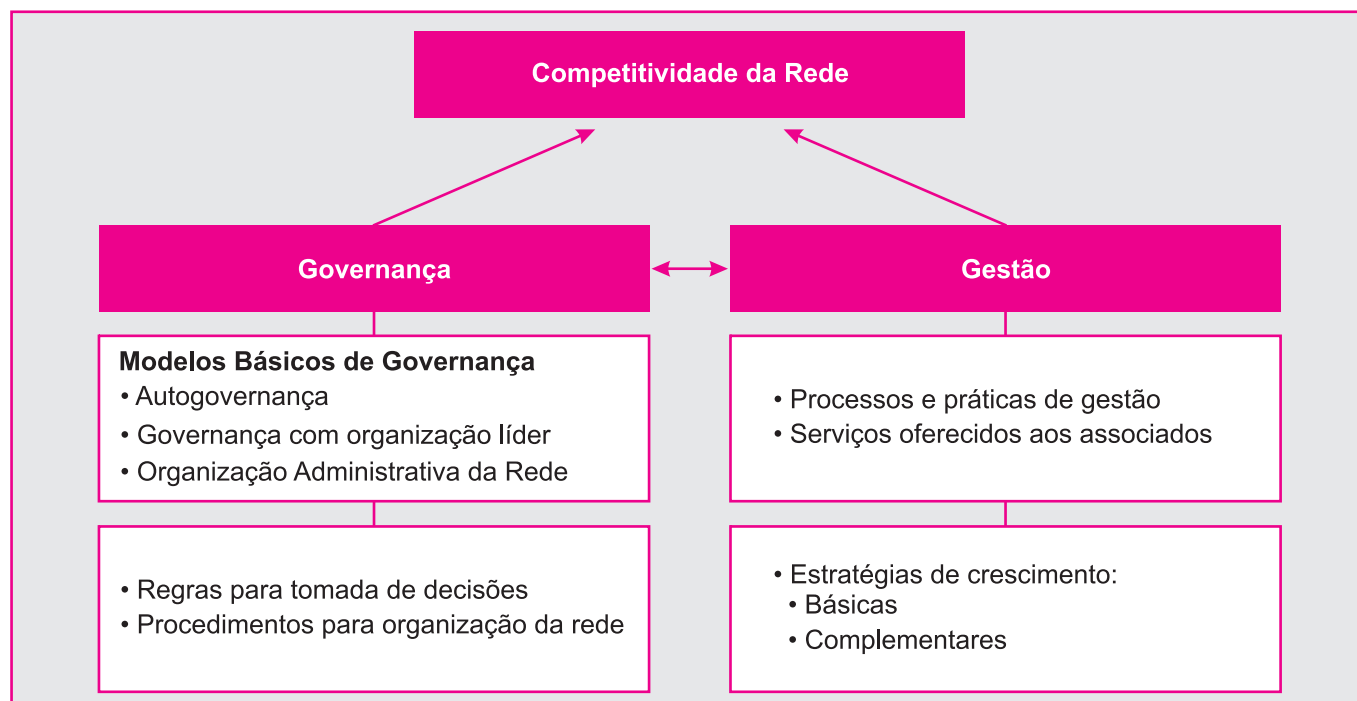 Competitividade da Rede
Governança
Gestão
Modelos Básicos de Governança
• Autogovernança
• Governança com organização líder
• Organização Administrativa da Rede
• Processos e práticas de gestão
• Serviços oferecidos aos associados
• Regras para tomada de decisões
• Procedimentos para organização da rede
• Estratégias de crescimento:
• Básicas
• Complementares